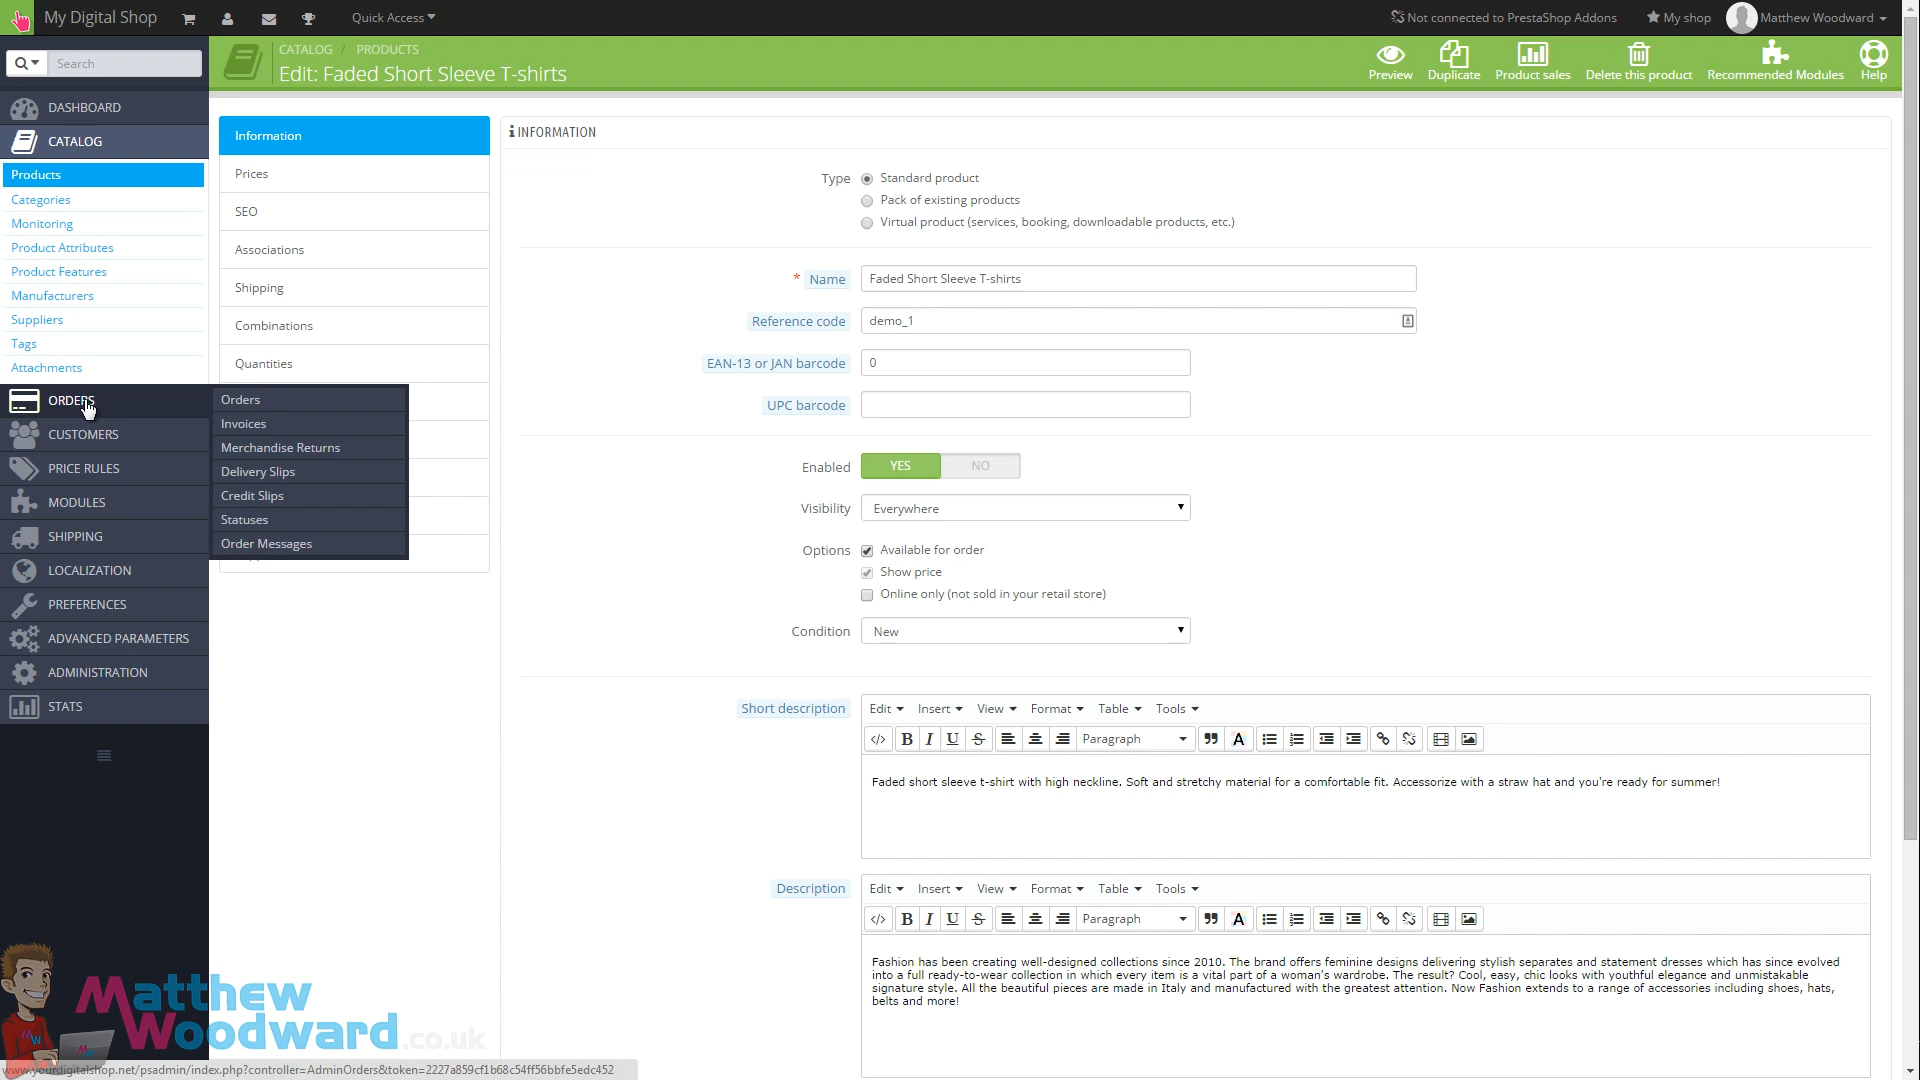 My Digital Shop
Quick Access
Not connected to PrestaShop Addons
My shop
Matthew Woodward
Search
CATALOG / PRODUCTS
Edit: Faded Short Sleeve T-shirts
Preview
Duplicate
Product sales
Delete this product
Recommended Modules
Help
DASHBOARD
CATALOG
Products
Categories
Monitoring
Product Attributes
Product Features
Manufacturers
Suppliers
Tags
Attachments
ORDERS
CUSTOMERS
PRICE RULES
MODULES
SHIPPING
LOCALIZATION
PREFERENCES
ADVANCED PARAMETERS
ADMINISTRATION
STATS
Orders
Invoices
Merchandise Returns
Delivery Slips
Credit Slips
Statuses
Order Messages
Information
Prices
SEO
Associations
Shipping
Combinations
Quantities
INFORMATION
Type
Standard product
Pack of existing products
Virtual product (services, booking, downloadable products, etc.)
* Name
Faded Short Sleeve T-shirts
Reference code
demo_1
EAN-13 or JAN barcode
0
UPC barcode
Enabled
YES
NO
Visibility
Everywhere
Options
Available for order
Show price
Online only (not sold in your retail store)
Condition
New
Short description
Edit Insert View Format Table Tools
B I U S Paragraph A
Faded short sleeve t-shirt with high neckline. Soft and stretchy material for a comfortable fit. Accessorize with a straw hat and you're ready for summer!
Description
Edit Insert View Format Table Tools
B I U S Paragraph A
Fashion has been creating well-designed collections since 2010. The brand offers feminine designs delivering stylish separates and statement dresses which has since evolved
into a full ready-to-wear collection in which every item is a vital part of a woman's wardrobe. The result? Cool, easy, chic looks with youthful elegance and unmistakable
signature style. All the beautiful pieces are made in Italy and manufactured with the greatest attention. Now Fashion extends to a range of accessories including shoes, hats,
belts and more!
Matthew
Woodward.co.uk
www.yourdigitalshop.net/psadmin/index.php?controller=AdminOrders&token=2227a859cf1b68c54ff56bbfe5edc452